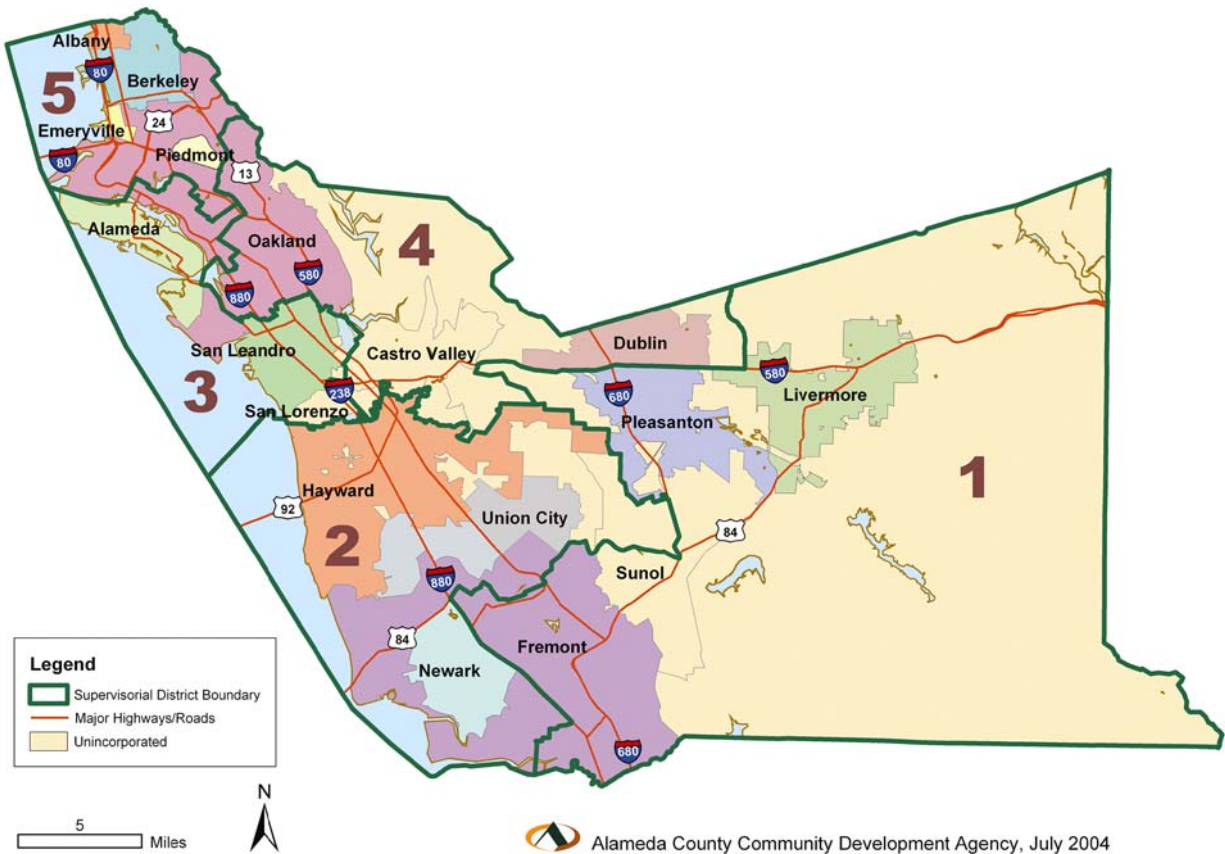 Albany
80
Berkeley
5
24
Emeryville
80
Piedmont
13
4
Alameda
Oakland
580
880
Dublin
San Leandro
Castro Valley
580
3
238
680
Livermore
San Lorenzo
Pleasanton
1
Hayward
92
Union City
2
84
880
Sunol
84
Fremont
Newark
680
Legend
Supervisorial District Boundary
Major Highways/Roads
Unincorporated
N
5
Miles
Alameda County Community Development Agency, July 2004